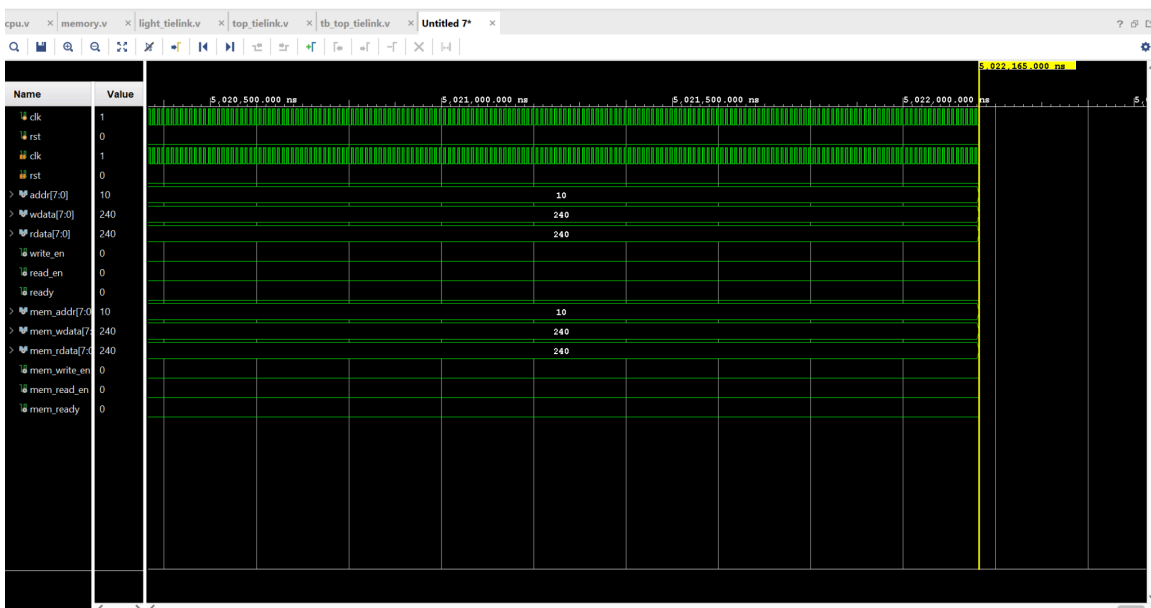 cpu.v × memory.v × light_tielink.v × top_tielink.v × tb_top_tielink.v × Untitled 7* × ?
5,022,165.000 ns
Name Value
5,020,500.000 ns 5,021,000.000 ns 5,021,500.000 ns 5,022,000.000 ns 5,
clk 1
rst 0
clk 1
rst 0
addr[7:0] 10 10
wdata[7:0] 240 240
rdata[7:0] 240 240
write_en 0
read_en 0
ready 0
mem_addr[7:0 10 10
mem_wdata[7: 240 240
mem_rdata[7:0 240 240
mem_write_en 0
mem_read_en 0
mem_ready 0